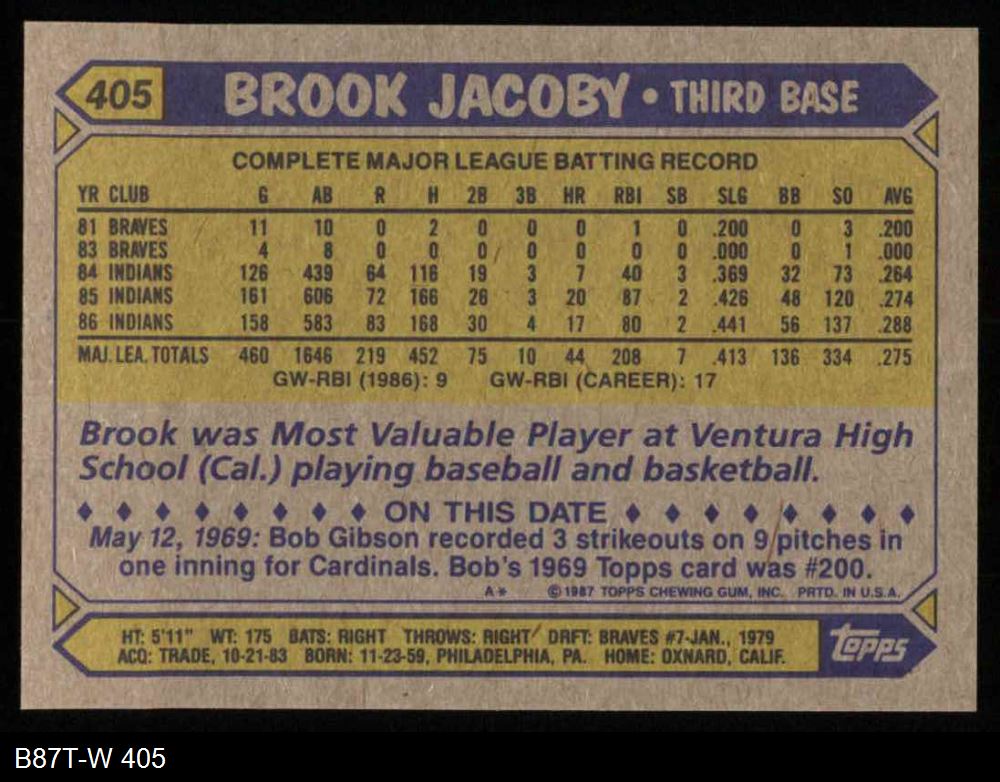 405 BROOK JACOBY • THIRD BASE
COMPLETE MAJOR LEAGUE BATTING RECORD
YR CLUB G AB R H 2B 3B HR RBI SB SLG BB SO AVG
81 BRAVES 11 10 0 2 0 0 0 1 0 .200 0 3 .200
83 BRAVES 4 8 0 0 0 0 0 0 0 .000 0 1 .000
84 INDIANS 126 439 64 116 19 3 7 40 3 .369 32 73 .264
85 INDIANS 161 606 72 166 26 3 20 87 2 .426 48 120 .274
86 INDIANS 158 583 83 168 30 4 17 80 2 .441 56 137 .288
MAJ. LEA. TOTALS 460 1646 219 452 75 10 44 208 7 .413 136 334 .275
GW-RBI (1986): 9 GW-RBI (CAREER): 17
Brook was Most Valuable Player at Ventura High
School (Cal.) playing baseball and basketball.
♦ ♦ ♦ ♦ ♦ ♦ ♦ ♦ ON THIS DATE ♦ ♦ ♦ ♦ ♦ ♦ ♦ ♦
May 12, 1969: Bob Gibson recorded 3 strikeouts on 9 pitches in
one inning for Cardinals. Bob's 1969 Topps card was #200.
A* © 1987 TOPPS CHEWING GUM, INC. PRTD. IN U.S.A.
HT: 5'11" WT: 175 BATS: RIGHT THROWS: RIGHT DRFT: BRAVES #7-JAN., 1979
ACQ: TRADE, 10-21-83 BORN: 11-23-59, PHILADELPHIA, PA. HOME: OXNARD, CALIF.
Topps
B87T-W 405